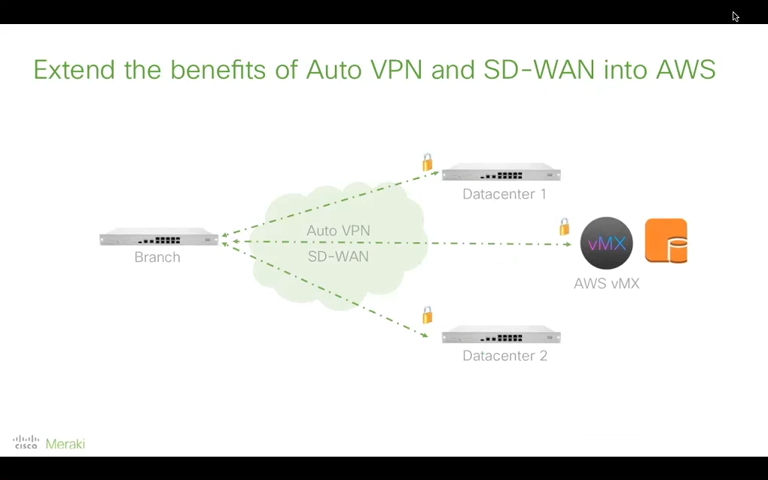 Extend the benefits of Auto VPN and SD-WAN into AWS
Datacenter 1
Auto VPN
SD-WAN
Branch
vMX
AWS vMX
Datacenter 2
cisco Meraki